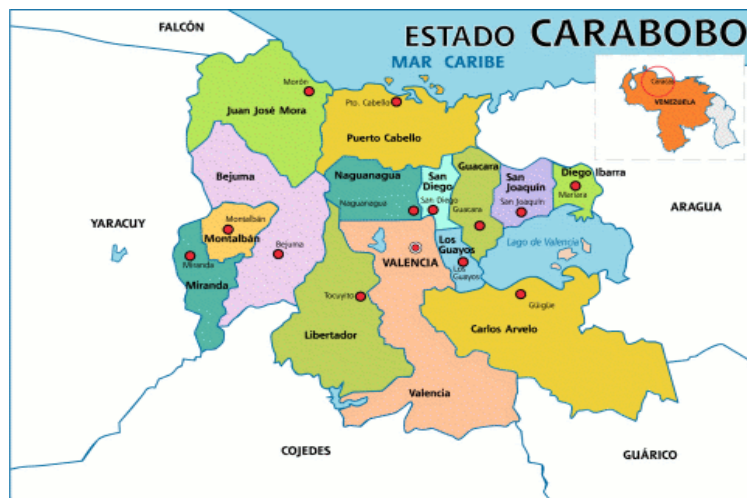 FALCÓN
ESTADO CARABOBO
MAR CARIBE
Caracas
VENEZUELA
Morón
Juan José Mora
Pto. Cabello
Puerto Cabello
Bejuma
Naguanagua
San
Diego
Guacara
San
Joaquín
Diego Ibarra
Mariara
Naguanagua
San Diego
Guacara
San Joaquín
ARAGUA
YARACUY
Montalbán
Montalbán
Bejuma
Miranda
Miranda
VALENCIA
Los
Guayos
Los
Guayos
Lago de Valencia
Tocuyito
Libertador
Güigüe
Carlos Arvelo
Valencia
COJEDES
GUÁRICO